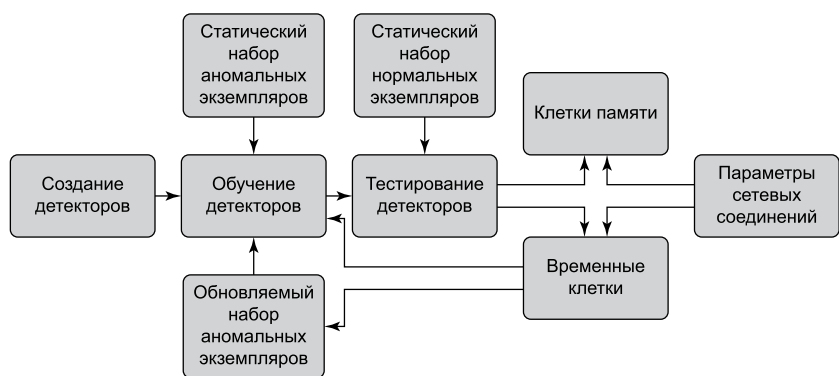 Статический
набор
аномальных
экземпляров
Статический
набор
нормальных
экземпляров
Клетки памяти
Создание
детекторов
Обучение
детекторов
Тестирование
детекторов
Параметры
сетевых
соединений
Обновляемый
набор
аномальных
экземпляров
Временные
клетки